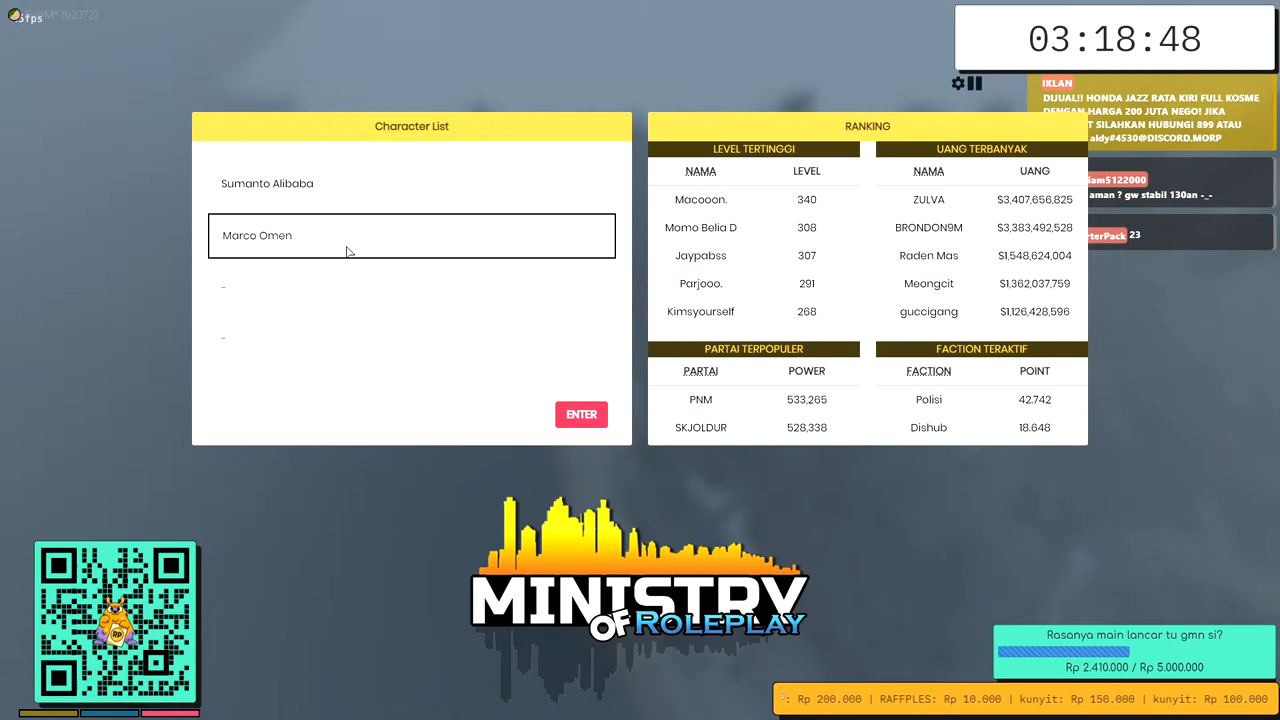 03:18:48
IKLAN
DIJUAL!! HONDA JAZZ RATA KIRI FULL KOSME
DENGAN HARGA 200 JUTA NEGO! JIKA
SILAHKAN HUBUNGI 899 ATAU
aldy#4530@DISCORD.MORP
iam5122000
aman ? gw stabil 130an -_-
rterPack 23
Character List
Sumanto Alibaba
Marco Omen
-
-
ENTER
RANKING
LEVEL TERTINGGI
NAMA LEVEL
Macooon. 340
Momo Belia D 308
Jaypabss 307
Parjooo. 291
Kimsyourself 268
UANG TERBANYAK
NAMA UANG
ZULVA $3,407,656,825
BRONDON9M $3,383,492,528
Raden Mas $1,548,624,004
Meongcit $1,362,037,759
guccigang $1,126,428,596
PARTAI TERPOPULER
PARTAI POWER
PNM 533,265
SKJOLDUR 528,338
FACTION TERAKTIF
FACTION POINT
Polisi 42.742
Dishub 18.648
MINISTRY
OF ROLEPLAY
RP
Rasanya main lancar tu gmn si?
Rp 2.410.000 / Rp 5.000.000
: Rp 200.000 | RAFFPLES: Rp 10.000 | kunyit: Rp 150.000 | kunyit: Rp 100.000